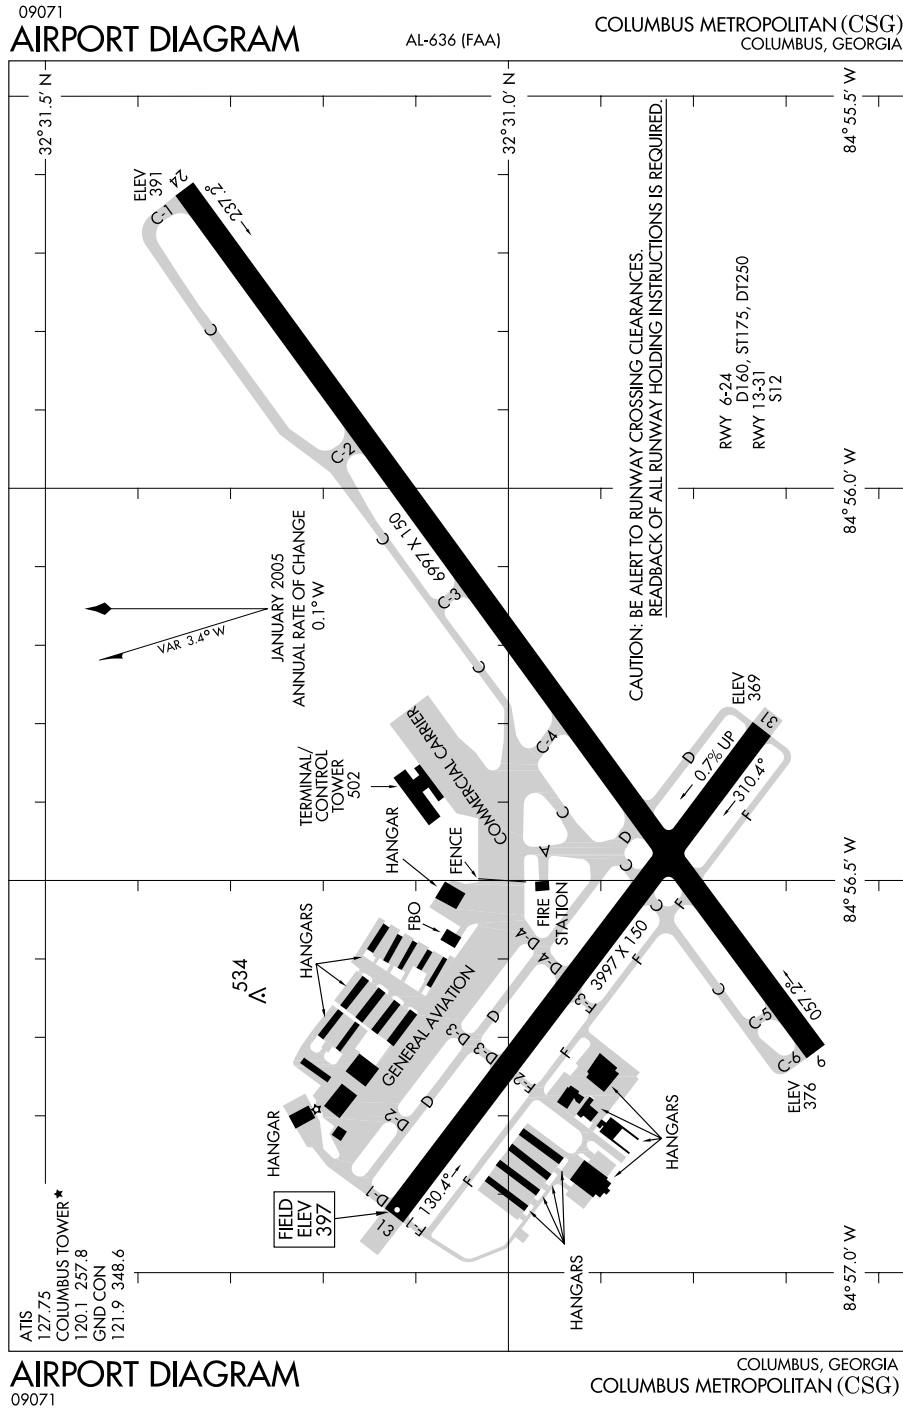 09071
AIRPORT DIAGRAM
AL-636 (FAA)
COLUMBUS METROPOLITAN (CSG)
COLUMBUS, GEORGIA
32°31.5' N
32°31.0' N
84°55.5' W
84°56.0' W
84°56.5' W
84°57.0' W
ELEV
391
24
C-1
←237.2°
C
C-2
C
6997 X 150
C-3
C
C-4
C
CAUTION: BE ALERT TO RUNWAY CROSSING CLEARANCES.
READBACK OF ALL RUNWAY HOLDING INSTRUCTIONS IS REQUIRED.
RWY 6-24
D160, ST175, DT250
RWY 13-31
S12
JANUARY 2005
ANNUAL RATE OF CHANGE
0.1° W
VAR 3.4° W
TERMINAL/
CONTROL
TOWER
502
COMMERCIAL CARRIER
HANGAR
FENCE
FBO
FIRE
STATION
A
ELEV
369
31
D
← 0.7% UP
←310.4°
F
D
C
C
F
C
C-5
057.2°→
C-6
6
ELEV
376
HANGARS
534
GENERAL AVIATION
D-4
D-4
3997 X 150
F
F-3
F
D
D-3
D-3
F-2
D
D-2
HANGAR
D-1
13
F-1
130.4°→
F
FIELD
ELEV
397
HANGARS
HANGARS
ATIS
127.75
COLUMBUS TOWER★
120.1 257.8
GND CON
121.9 348.6
AIRPORT DIAGRAM
09071
COLUMBUS, GEORGIA
COLUMBUS METROPOLITAN (CSG)